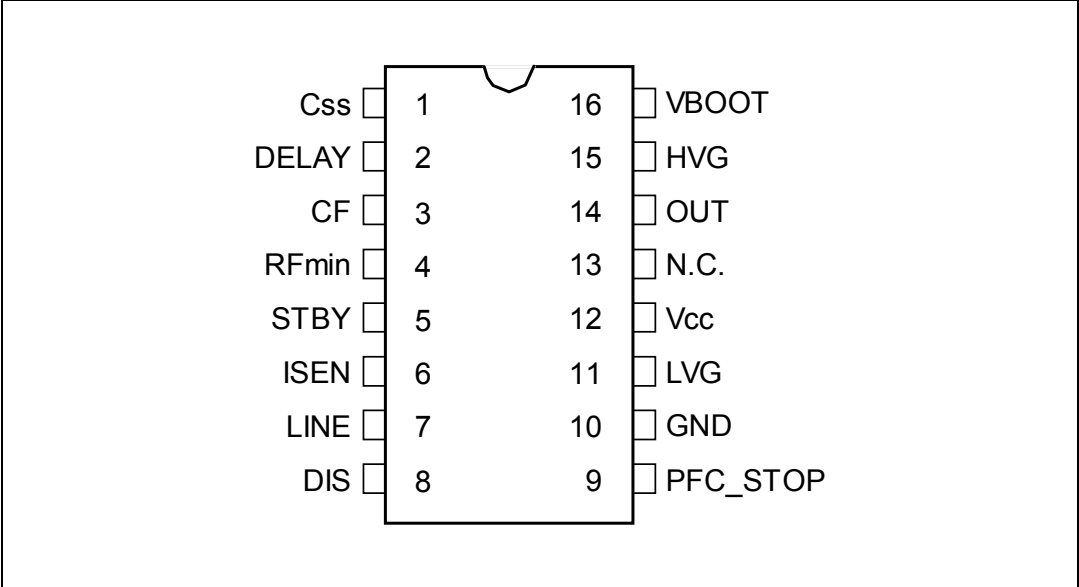 Css 1 16 VBOOT
DELAY 2 15 HVG
CF 3 14 OUT
RFmin 4 13 N.C.
STBY 5 12 Vcc
ISEN 6 11 LVG
LINE 7 10 GND
DIS 8 9 PFC_STOP